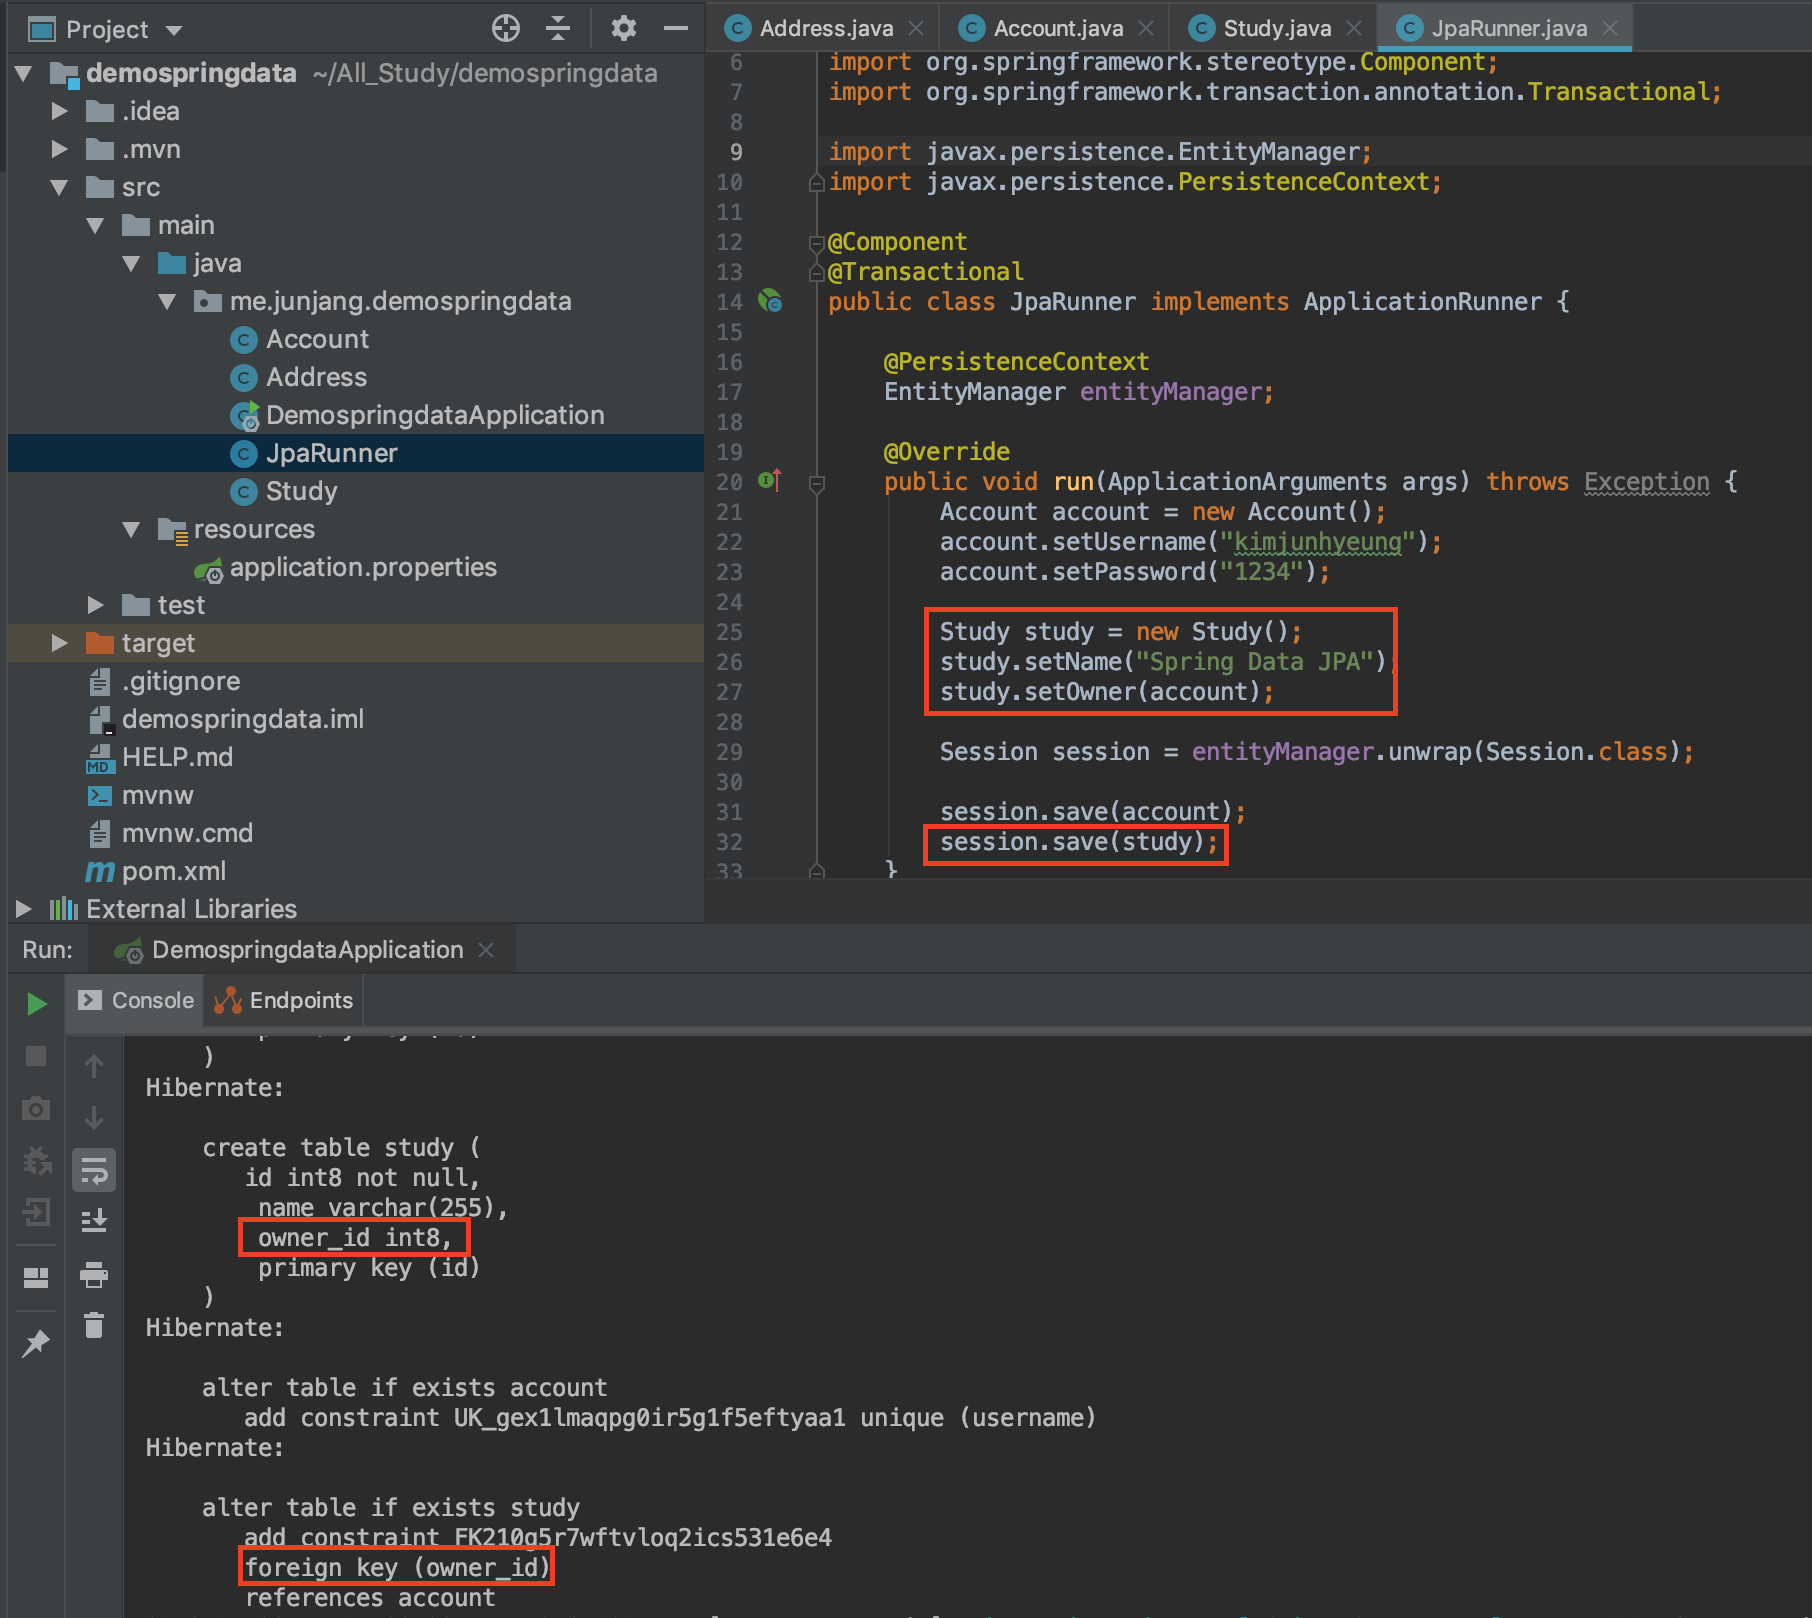 Project
demospringdata ~/All_Study/demospringdata
.idea
.mvn
src
main
java
me.junjang.demospringdata
Account
Address
DemospringdataApplication
JpaRunner
Study
resources
application.properties
test
target
.gitignore
demospringdata.iml
HELP.md
mvnw
mvnw.cmd
pom.xml
External Libraries
Address.java Account.java Study.java JpaRunner.java
6 import org.springframework.stereotype.Component;
7 import org.springframework.transaction.annotation.Transactional;
8
9 import javax.persistence.EntityManager;
10 import javax.persistence.PersistenceContext;
11
12 @Component
13 @Transactional
14 public class JpaRunner implements ApplicationRunner {
15
16 @PersistenceContext
17 EntityManager entityManager;
18
19 @Override
20 public void run(ApplicationArguments args) throws Exception {
21 Account account = new Account();
22 account.setUsername("kimjunhyeung");
23 account.setPassword("1234");
24
25 Study study = new Study();
26 study.setName("Spring Data JPA");
27 study.setOwner(account);
28
29 Session session = entityManager.unwrap(Session.class);
30
31 session.save(account);
32 session.save(study);
33 }
Run: DemospringdataApplication
Console Endpoints
)
Hibernate:
create table study (
id int8 not null,
name varchar(255),
owner_id int8,
primary key (id)
)
Hibernate:
alter table if exists account
add constraint UK_gex1lmaqpg0ir5g1f5eftyaa1 unique (username)
Hibernate:
alter table if exists study
add constraint FK210g5r7wftvloq2ics531e6e4
foreign key (owner_id)
references account